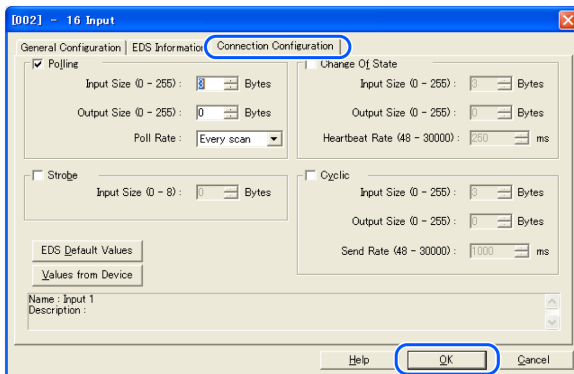 [002] - 16 Input
General Configuration | EDS Information | Connection Configuration
Polling
Input Size (0 - 255) : 3 Bytes
Output Size (0 - 255) : 0 Bytes
Poll Rate : Every scan
Change Of State
Input Size (0 - 255) : 3 Bytes
Output Size (0 - 255) : 0 Bytes
Heartbeat Rate (48 - 30000) : 250 ms
Strobe
Input Size (0 - 8) : 0 Bytes
Cyclic
Input Size (0 - 255) : 3 Bytes
Output Size (0 - 255) : 0 Bytes
Send Rate (48 - 30000) : 1000 ms
EDS Default Values
Values from Device
Name : Input 1
Description :
Help OK Cancel